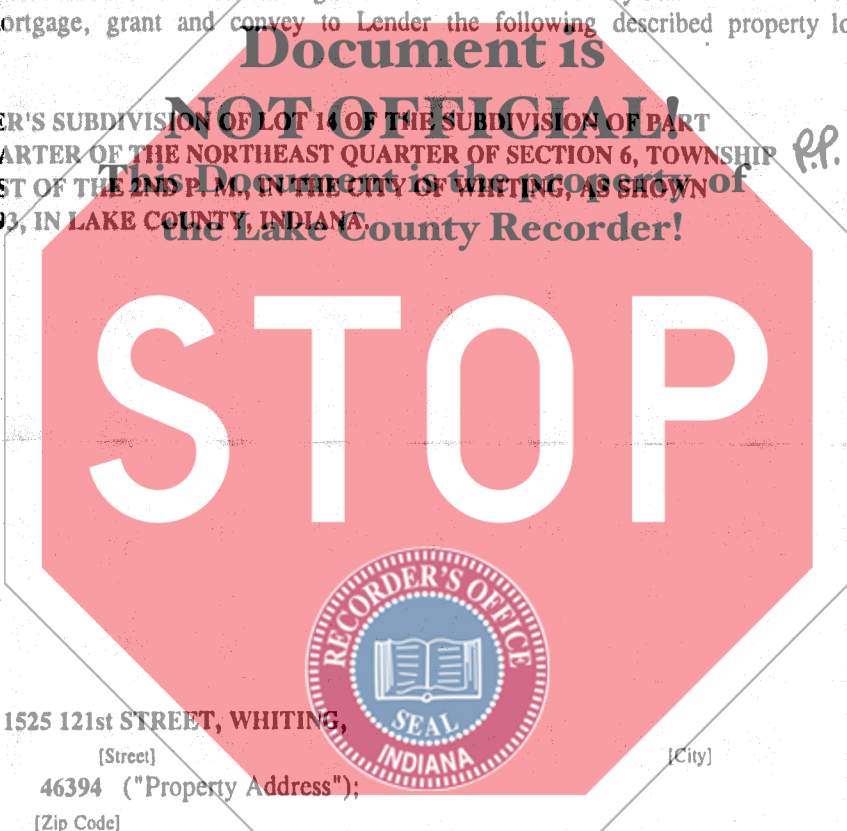 ortgage, grant and convey to Lender the following described property lo
Document is
NOT OFFICIAL!
ER'S SUBDIVISION OF LOT 14 OF THE SUBDIVISION OF PART
ARTER OF THE NORTHEAST QUARTER OF SECTION 6, TOWNSHIP P.P.
This Document is the property of
ST OF THE 2ND P. M., IN THE CITY OF WHITING, AS SHOWN
the Lake County Recorder!
3, IN LAKE COUNTY, INDIANA.
STOP
RECORDER'S OFFICE
SEAL
INDIANA
1525 121st STREET, WHITING,
[Street] [City]
46394 ("Property Address");
[Zip Code]